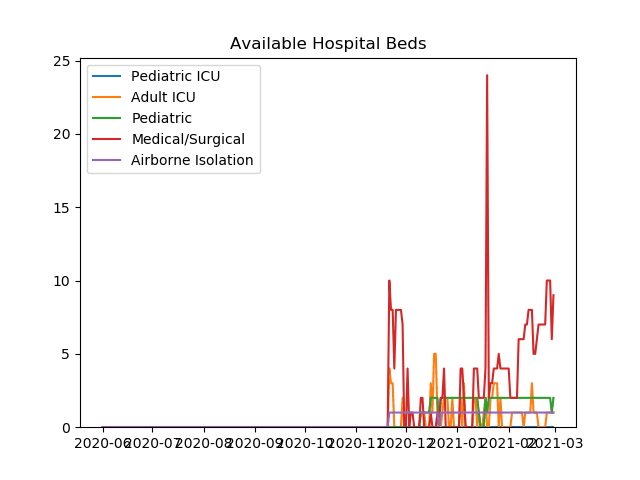 Available Hospital Beds
25
20
15
10
5
0
Pediatric ICU
Adult ICU
Pediatric
Medical/Surgical
Airborne Isolation
2020-06 2020-07 2020-08 2020-09 2020-10 2020-11 2020-12 2021-01 2021-02 2021-03